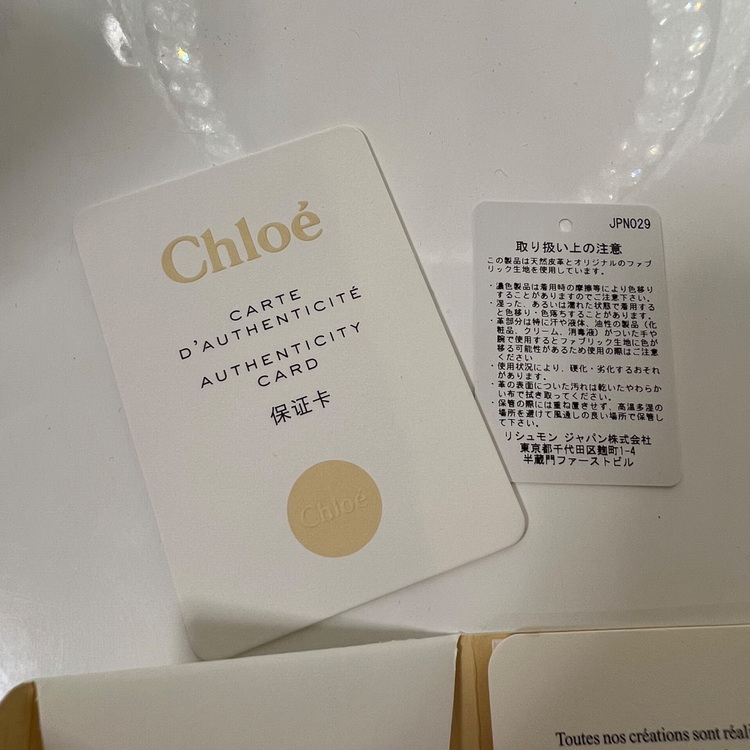 Chloé
CARTE
D'AUTHENTICITÉ
AUTHENTICITY
CARD
保证卡
Chloé
JPN029
取り扱い上の注意
この製品は天然皮革とオリジナルのファブ
リック生地を使用しています。
・濃色製品は着用時の摩擦等により色移り
することがありますのでご注意下さい。
・湿った、あるいは濡れた状態で着用する
と色移り・色落ちすることがあります。
・革部分は特に汗や液体、油性の製品（化
粧品、クリーム、消毒液）がついた手や
腕で使用するとファブリック生地に色が
移る可能性があるため使用の際はご注意
ください
・使用状況により、硬化・劣化するおそれ
があります。
・革の表面についた汚れは乾いたやわらか
い布で拭き取ってください。
・保管の際には重ね置きせず、高温多湿の
場所を避けて風通しの良い場所で保管し
て下さい。
リシュモン ジャパン株式会社
東京都千代田区麹町1-4
半蔵門ファーストビル
Toutes nos créations sont réali